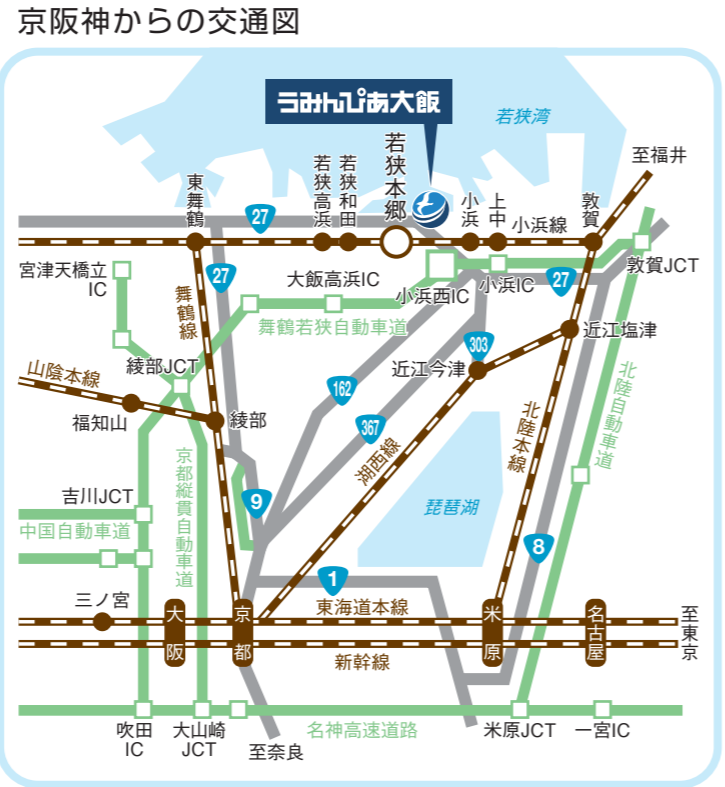 京阪神からの交通図
うみんぴあ大飯
若狭湾
至福井
東舞鶴
若狭高浜
若狭和田
若狭本郷
小浜
上中
小浜線
敦賀
27
27
宮津天橋立
IC
舞鶴線
大飯高浜IC
小浜西IC
小浜IC
27
敦賀JCT
舞鶴若狭自動車道
近江塩津
303
綾部JCT
山陰本線
162
近江今津
北陸自動車道
福知山
綾部
367
北陸本線
京都縦貫自動車道
湖西線
吉川JCT
9
琵琶湖
中国自動車道
8
1
三ノ宮
大阪
京都
東海道本線
米原
名古屋
至東京
新幹線
吹田
IC
大山崎
JCT
至奈良
名神高速道路
米原JCT
一宮IC